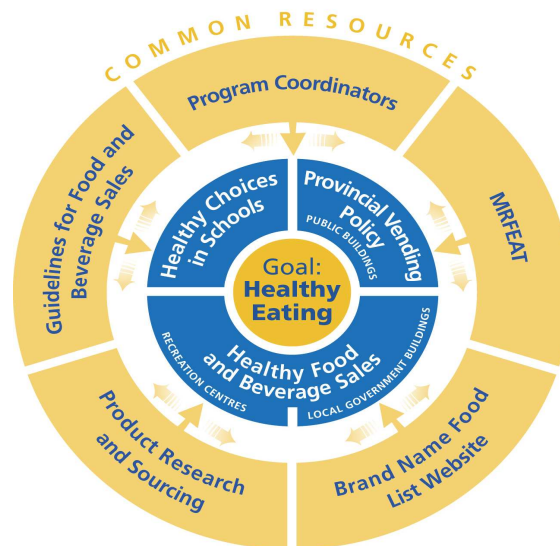 COMMON RESOURCES
Program Coordinators
Guidelines for Food and
Beverage Sales
MRFEAT
Healthy Choices
in Schools
Provincial Vending
Policy
PUBLIC BUILDINGS
Goal:
Healthy
Eating
Healthy Food
and Beverage Sales
RECREATION CENTRES
LOCAL GOVERNMENT BUILDINGS
Product Research
and Sourcing
Brand Name Food
List Website